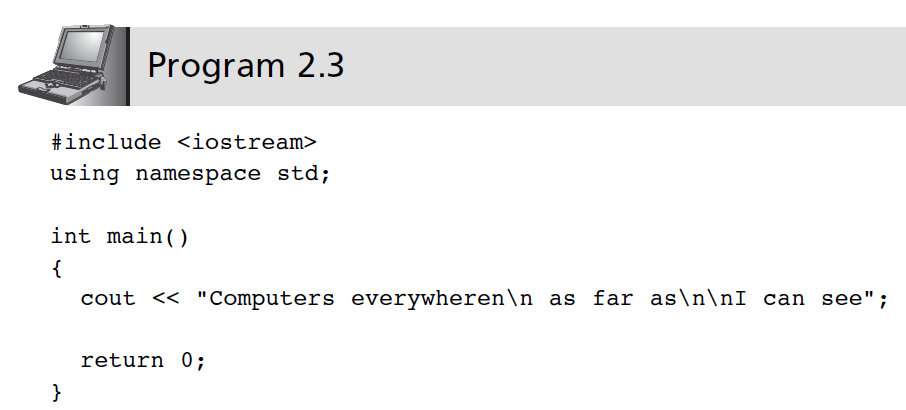 Program 2.3
#include <iostream>
using namespace std;
int main()
{
cout << "Computers everywheren\n as far as\n\nI can see";
return 0;
}